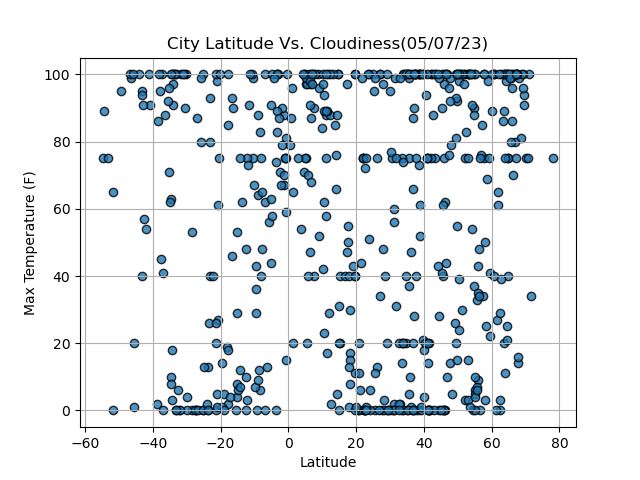 City Latitude Vs. Cloudiness(05/07/23)
Max Temperature (F)
100
80
60
40
20
0
−60 −40 −20 0 20 40 60 80
Latitude